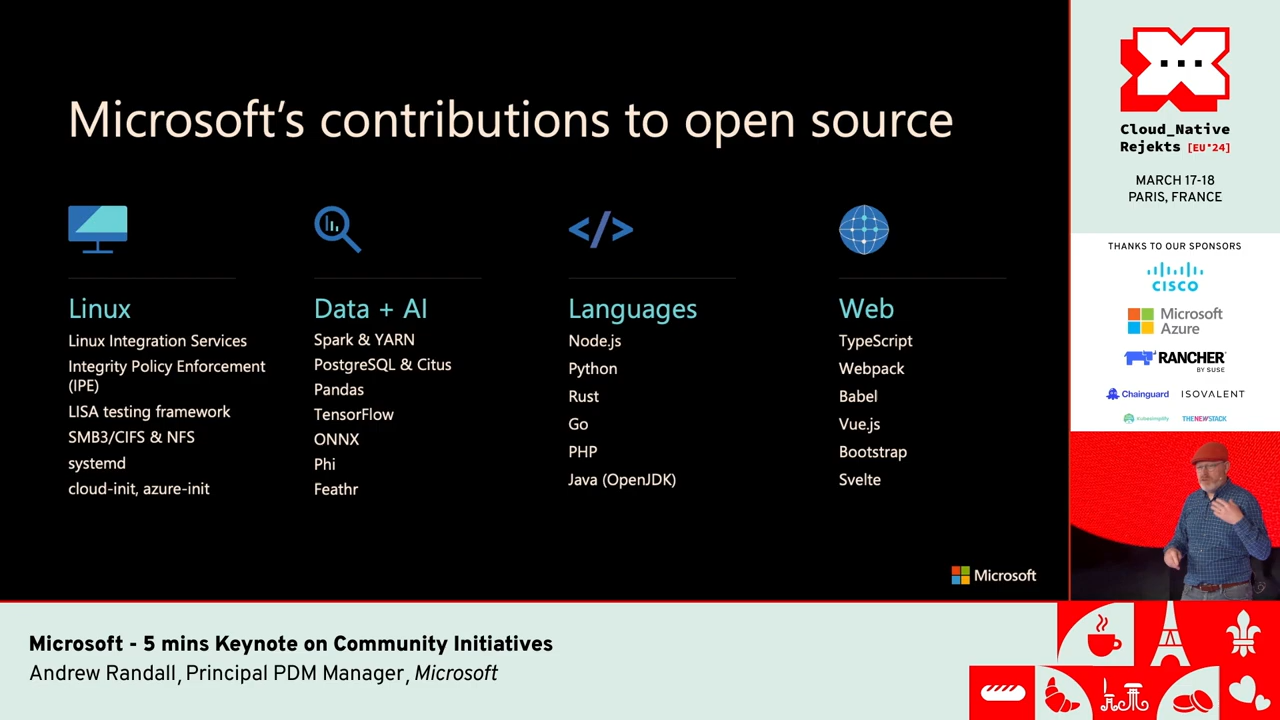 Microsoft's contributions to open source
Linux
Linux Integration Services
Integrity Policy Enforcement
(IPE)
LISA testing framework
SMB3/CIFS & NFS
systemd
cloud-init, azure-init
Data + AI
Spark & YARN
PostgreSQL & Citus
Pandas
TensorFlow
ONNX
Phi
Feathr
</>
Languages
Node.js
Python
Rust
Go
PHP
Java (OpenJDK)
Web
TypeScript
Webpack
Babel
Vue.js
Bootstrap
Svelte
Microsoft
Cloud_Native
Rejekts [EU'24]
MARCH 17-18
PARIS, FRANCE
THANKS TO OUR SPONSORS
CISCO
Microsoft
Azure
RANCHER
BY SUSE
Chainguard
ISOVALENT
kubesimplify
THENEWSTACK
Microsoft - 5 mins Keynote on Community Initiatives
Andrew Randall, Principal PDM Manager, Microsoft